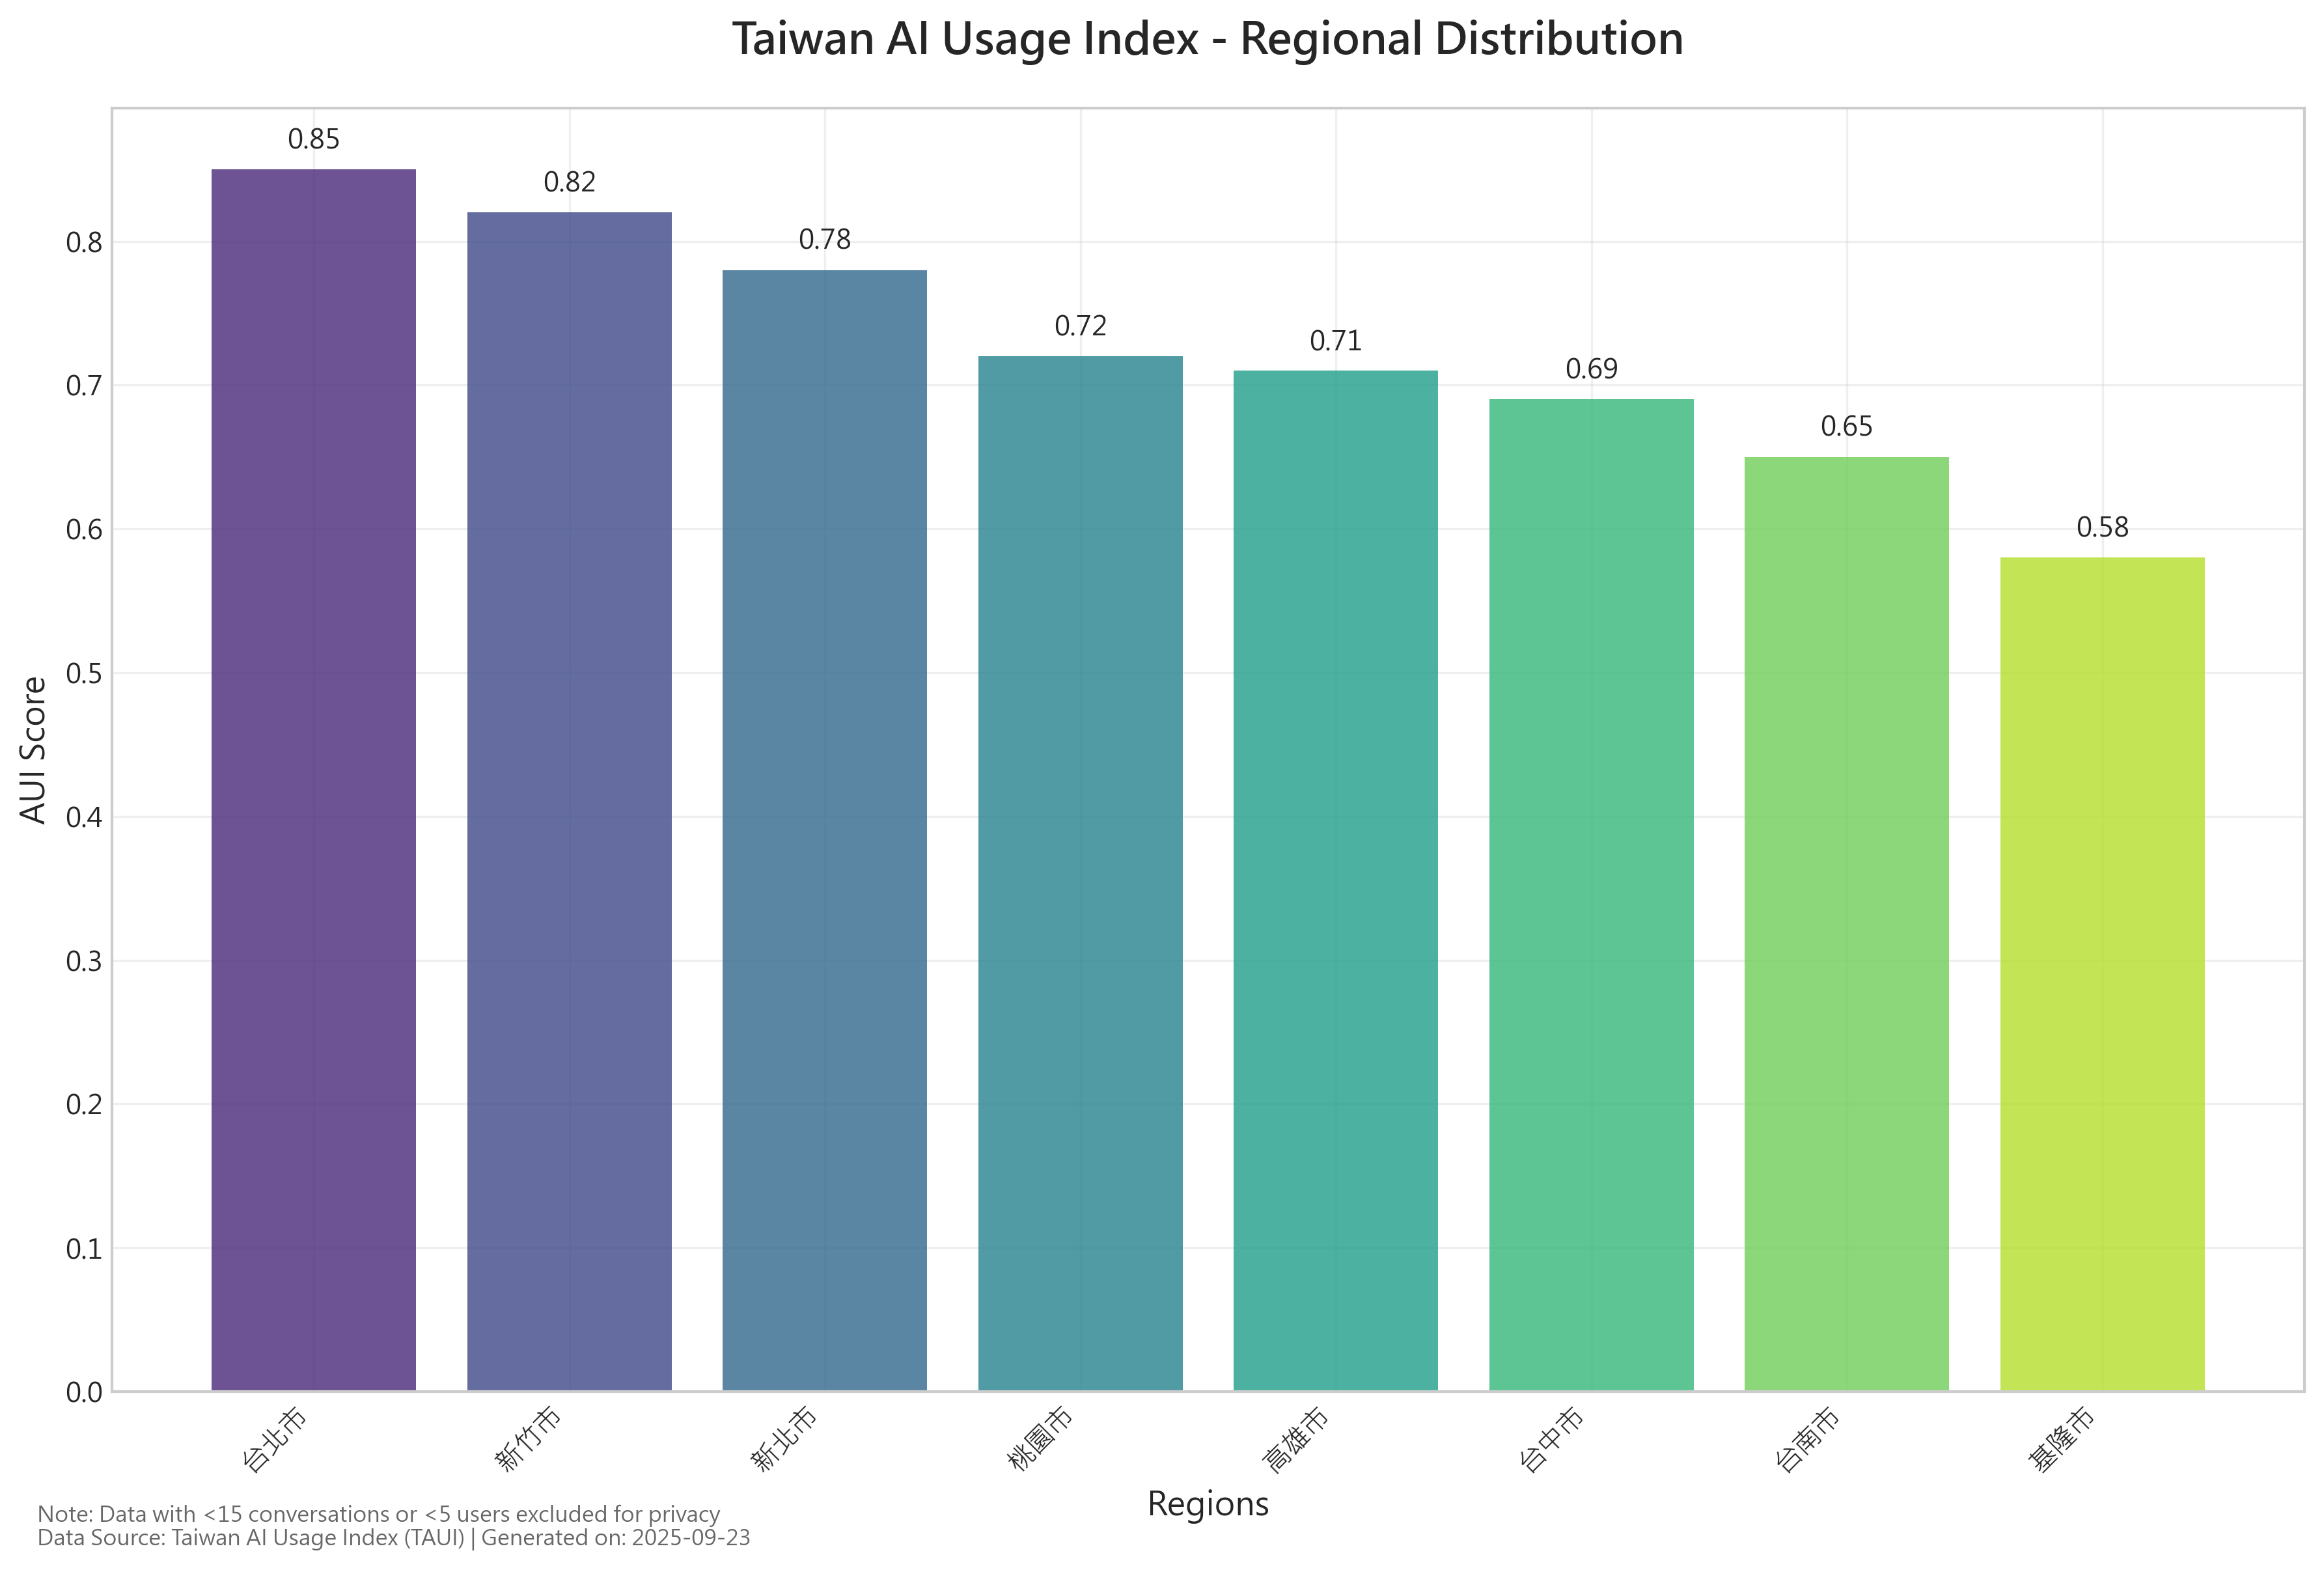 Taiwan AI Usage Index - Regional Distribution
0.85
0.82
0.78
0.72
0.71
0.69
0.65
0.58
AUI Score
0.8
0.7
0.6
0.5
0.4
0.3
0.2
0.1
0.0
台北市
新竹市
新北市
桃園市
高雄市
台中市
台南市
基隆市
Regions
Note: Data with <15 conversations or <5 users excluded for privacy
Data Source: Taiwan AI Usage Index (TAUI) | Generated on: 2025-09-23